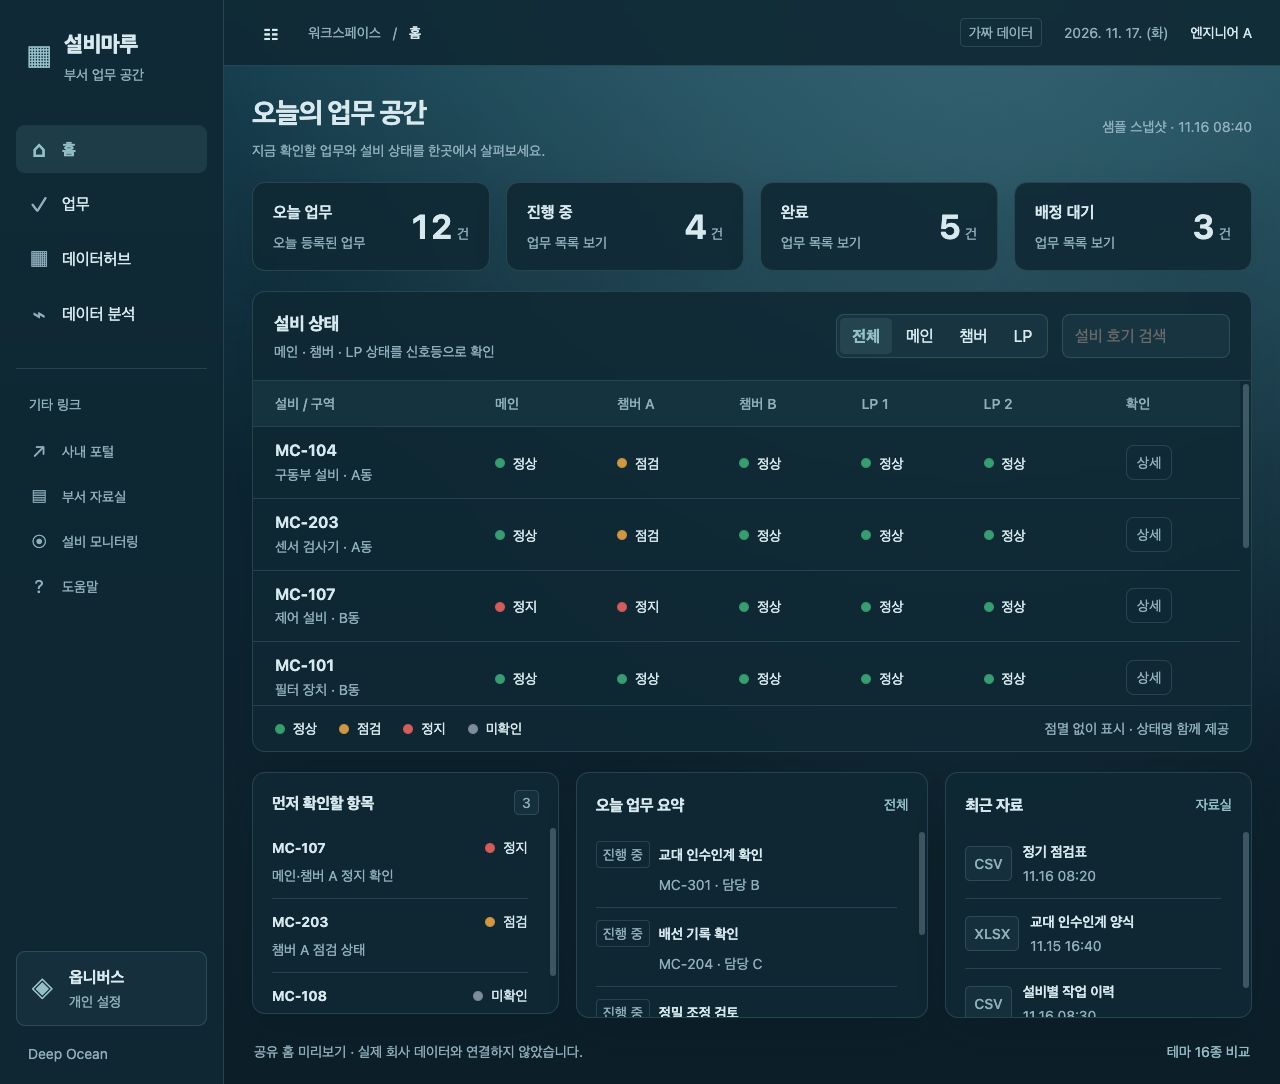 설비마루
부서 업무 공간
홈
업무
데이터허브
데이터 분석
기타 링크
사내 포털
부서 자료실
설비 모니터링
? 도움말
옵니버스
개인 설정
Deep Ocean
워크스페이스 / 홈
가짜 데이터 2026. 11. 17. (화) 엔지니어 A
오늘의 업무 공간
지금 확인할 업무와 설비 상태를 한곳에서 살펴보세요.
샘플 스냅샷 · 11.16 08:40
오늘 업무
오늘 등록된 업무
12 건
진행 중
업무 목록 보기
4 건
완료
업무 목록 보기
5 건
배정 대기
업무 목록 보기
3 건
설비 상태
메인 · 챔버 · LP 상태를 신호등으로 확인
전체 메인 챔버 LP
설비 호기 검색
설비 / 구역 메인 챔버 A 챔버 B LP 1 LP 2 확인
MC-104
구동부 설비 · A동
정상 점검 정상 정상 정상 상세
MC-203
센서 검사기 · A동
정상 점검 정상 정상 정상 상세
MC-107
제어 설비 · B동
정지 정지 정상 정상 정상 상세
MC-101
필터 장치 · B동
정상 정상 정상 정상 정상 상세
정상 점검 정지 미확인
점멸 없이 표시 · 상태명 함께 제공
먼저 확인할 항목 3
MC-107 정지
메인·챔버 A 정지 확인
MC-203 점검
챔버 A 점검 상태
MC-108 미확인
오늘 업무 요약 전체
진행 중 교대 인수인계 확인
MC-301 · 담당 B
진행 중 배선 기록 확인
MC-204 · 담당 C
진행 중 정밀 조정 검토
최근 자료 자료실
CSV 정기 점검표
11.16 08:20
XLSX 교대 인수인계 양식
11.15 16:40
CSV 설비별 작업 이력
11.16 08:30
공유 홈 미리보기 · 실제 회사 데이터와 연결하지 않았습니다.
테마 16종 비교